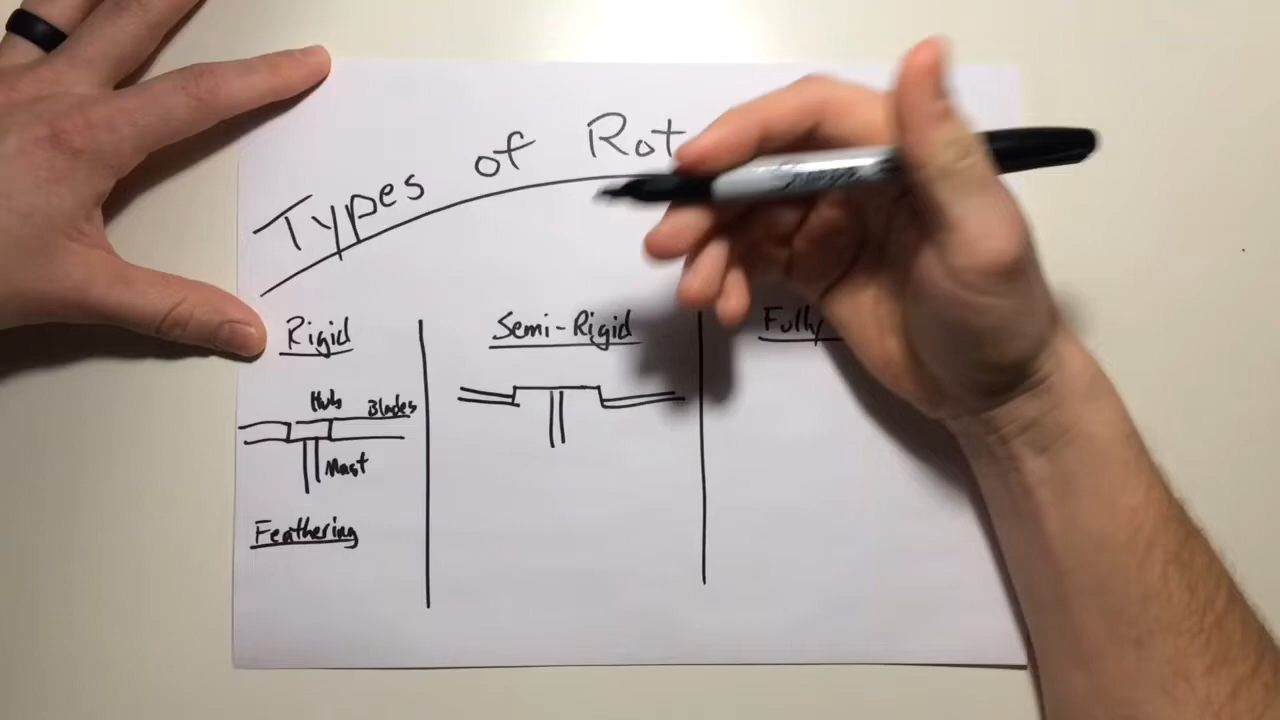 Types of Rot
Rigid
Semi-Rigid
Fully
Hub
Blades
Mast
Feathering